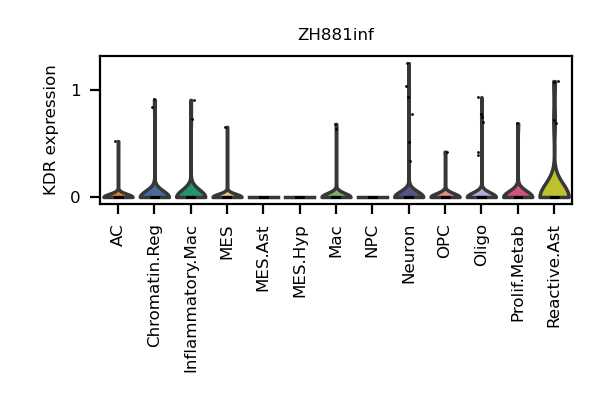 ZH881inf
KDR expression
1
0
AC
Chromatin.Reg
Inflammatory.Mac
MES
MES.Ast
MES.Hyp
Mac
NPC
Neuron
OPC
Oligo
Prolif.Metab
Reactive.Ast